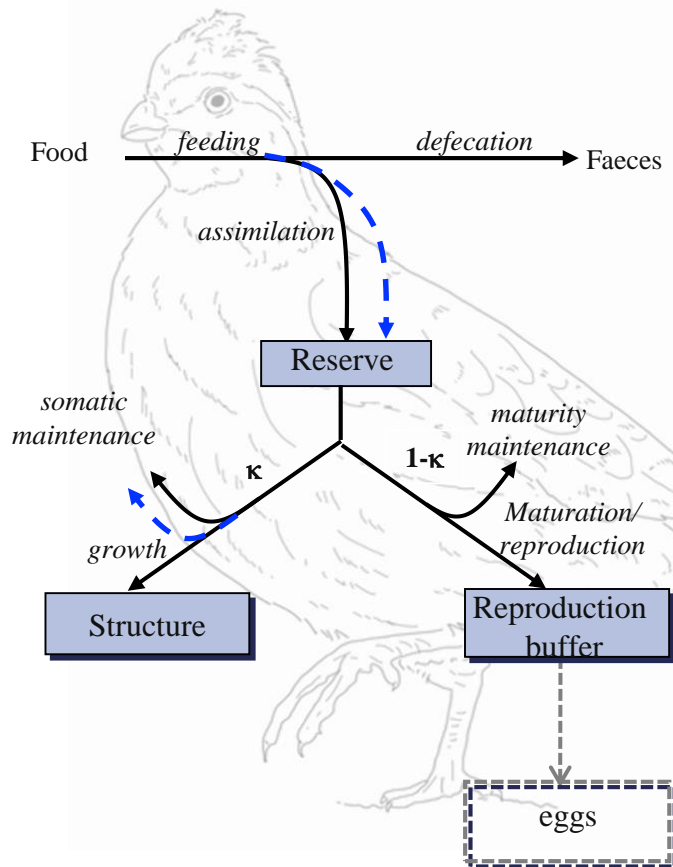 feeding
defecation
Food
Faeces
assimilation
Reserve
somatic
maintenance
maturity
maintenance
κ
1-κ
growth
Maturation/
reproduction
Structure
Reproduction
buffer
eggs